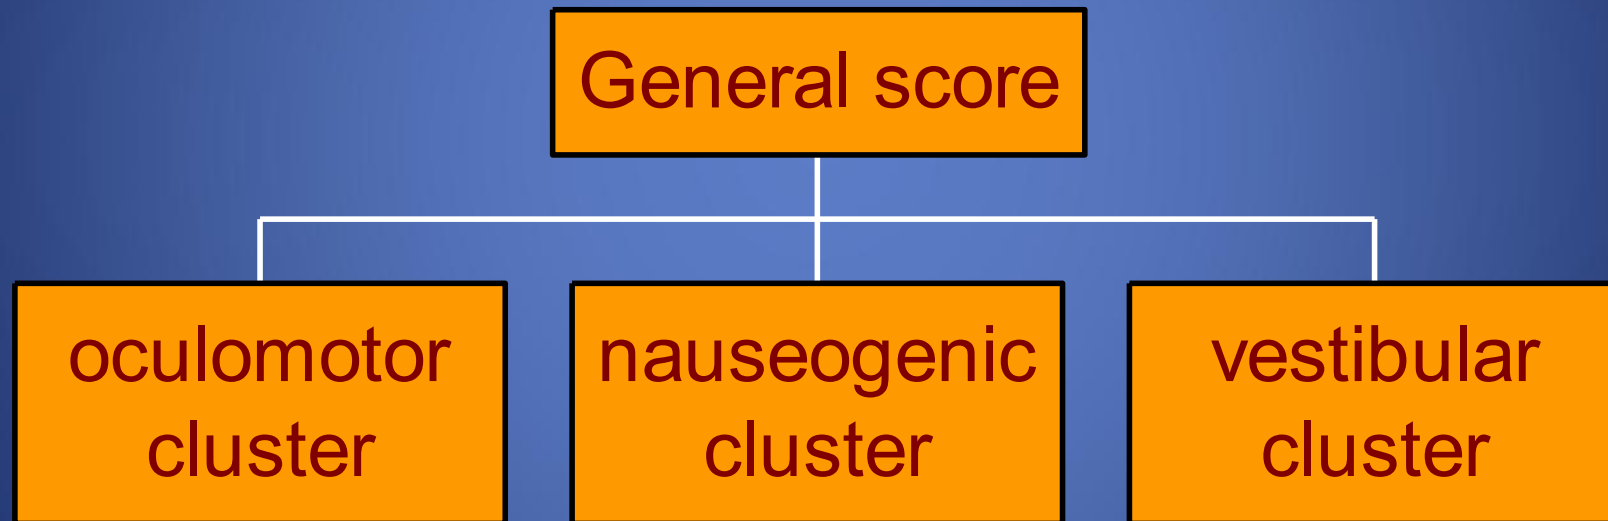 General score
oculomotor
cluster
nauseogenic
cluster
vestibular
cluster